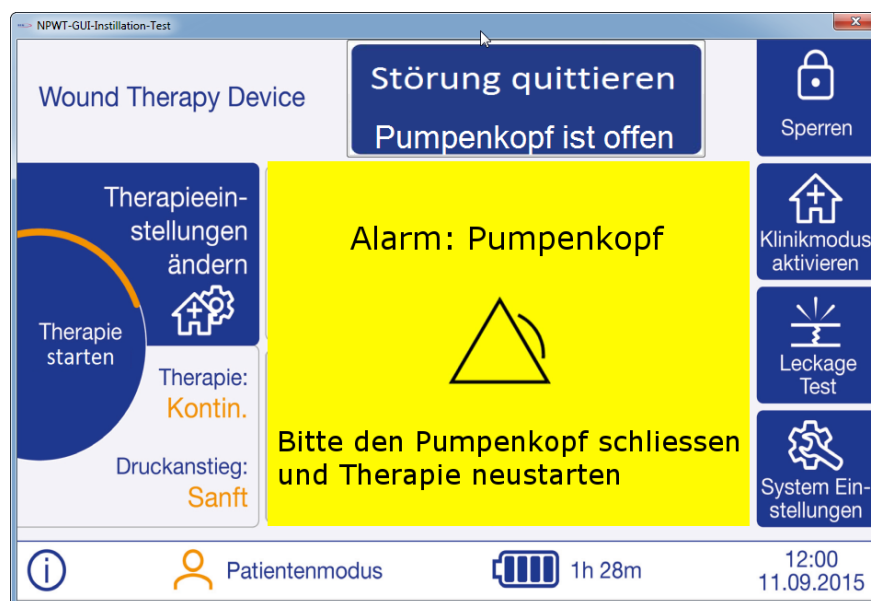 NPWT-GUI-Instillation-Test
Wound Therapy Device
Störung quittieren
Pumpenkopf ist offen
Sperren
Therapieein-
stellungen
ändern
Therapie
starten
Therapie:
Kontin.
Druckanstieg:
Sanft
Alarm: Pumpenkopf
Bitte den Pumpenkopf schliessen
und Therapie neustarten
Klinikmodus
aktivieren
Leckage
Test
System Ein-
stellungen
Patientenmodus
1h 28m
12:00
11.09.2015